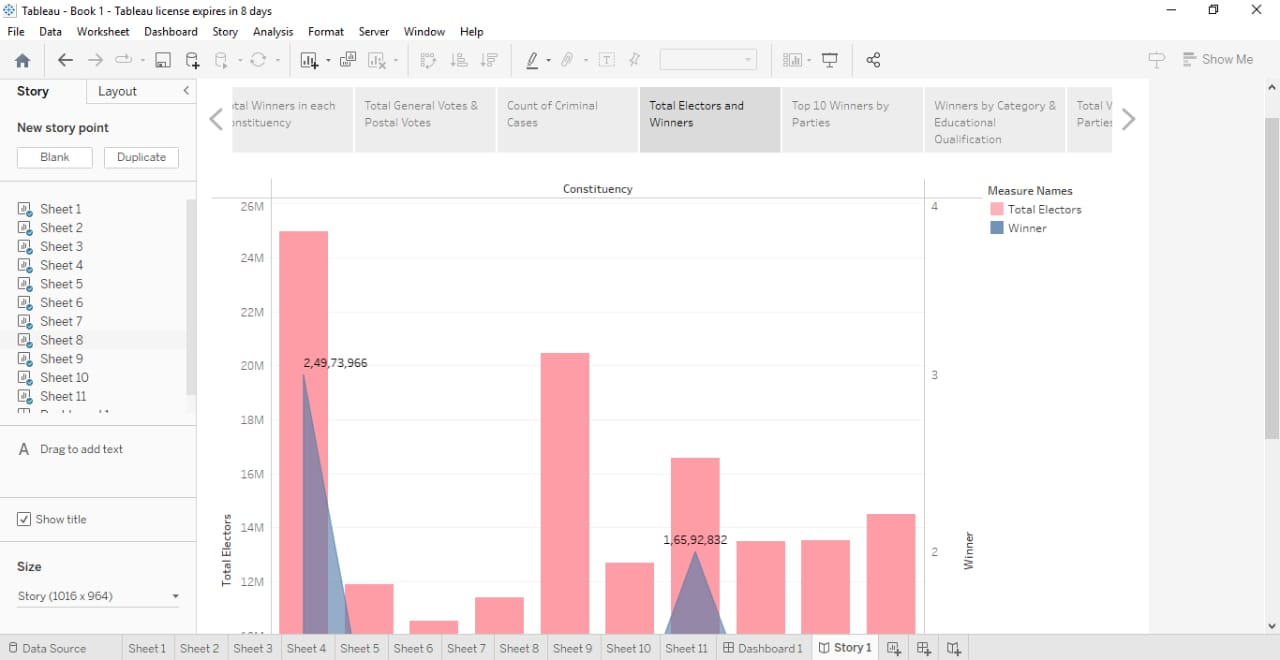 Tableau - Book 1 - Tableau license expires in 8 days
File Data Worksheet Dashboard Story Analysis Format Server Window Help
Show Me
Story Layout
New story point
Blank Duplicate
Sheet 1
Sheet 2
Sheet 3
Sheet 4
Sheet 5
Sheet 6
Sheet 7
Sheet 8
Sheet 9
Sheet 10
Sheet 11
A Drag to add text
Show title
Size
Story (1016 x 964)
Winners in each
Total General Votes &
Postal Votes
Count of Criminal
Cases
Total Electors and
Winners
Top 10 Winners by
Parties
Winners by Category &
Educational
Qualification
Total
Constituency
26M
24M
22M
20M
18M
16M
14M
12M
Total Electors
2,49,73,966
1,65,92,832
4
3
2
Winner
Measure Names
Total Electors
Winner
Data Source Sheet 1 Sheet 2 Sheet 3 Sheet 4 Sheet 5 Sheet 6 Sheet 7 Sheet 8 Sheet 9 Sheet 10 Sheet 11 Dashboard 1 Story 1